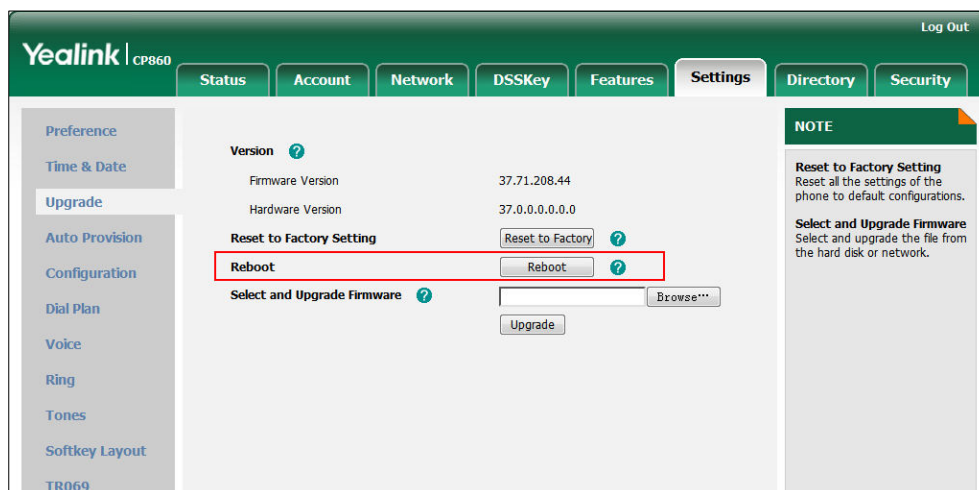 Log Out
Yealink CP860
Status Account Network DSSKey Features Settings Directory Security
Preference
Time & Date
Upgrade
Auto Provision
Configuration
Dial Plan
Voice
Ring
Tones
Softkey Layout
TR069
Version ?
Firmware Version 37.71.208.44
Hardware Version 37.0.0.0.0.0.0
Reset to Factory Setting Reset to Factory ?
Reboot Reboot ?
Select and Upgrade Firmware ? Browse...
Upgrade
NOTE
Reset to Factory Setting
Reset all the settings of the
phone to default configurations.
Select and Upgrade Firmware
Select and upgrade the file from
the hard disk or network.